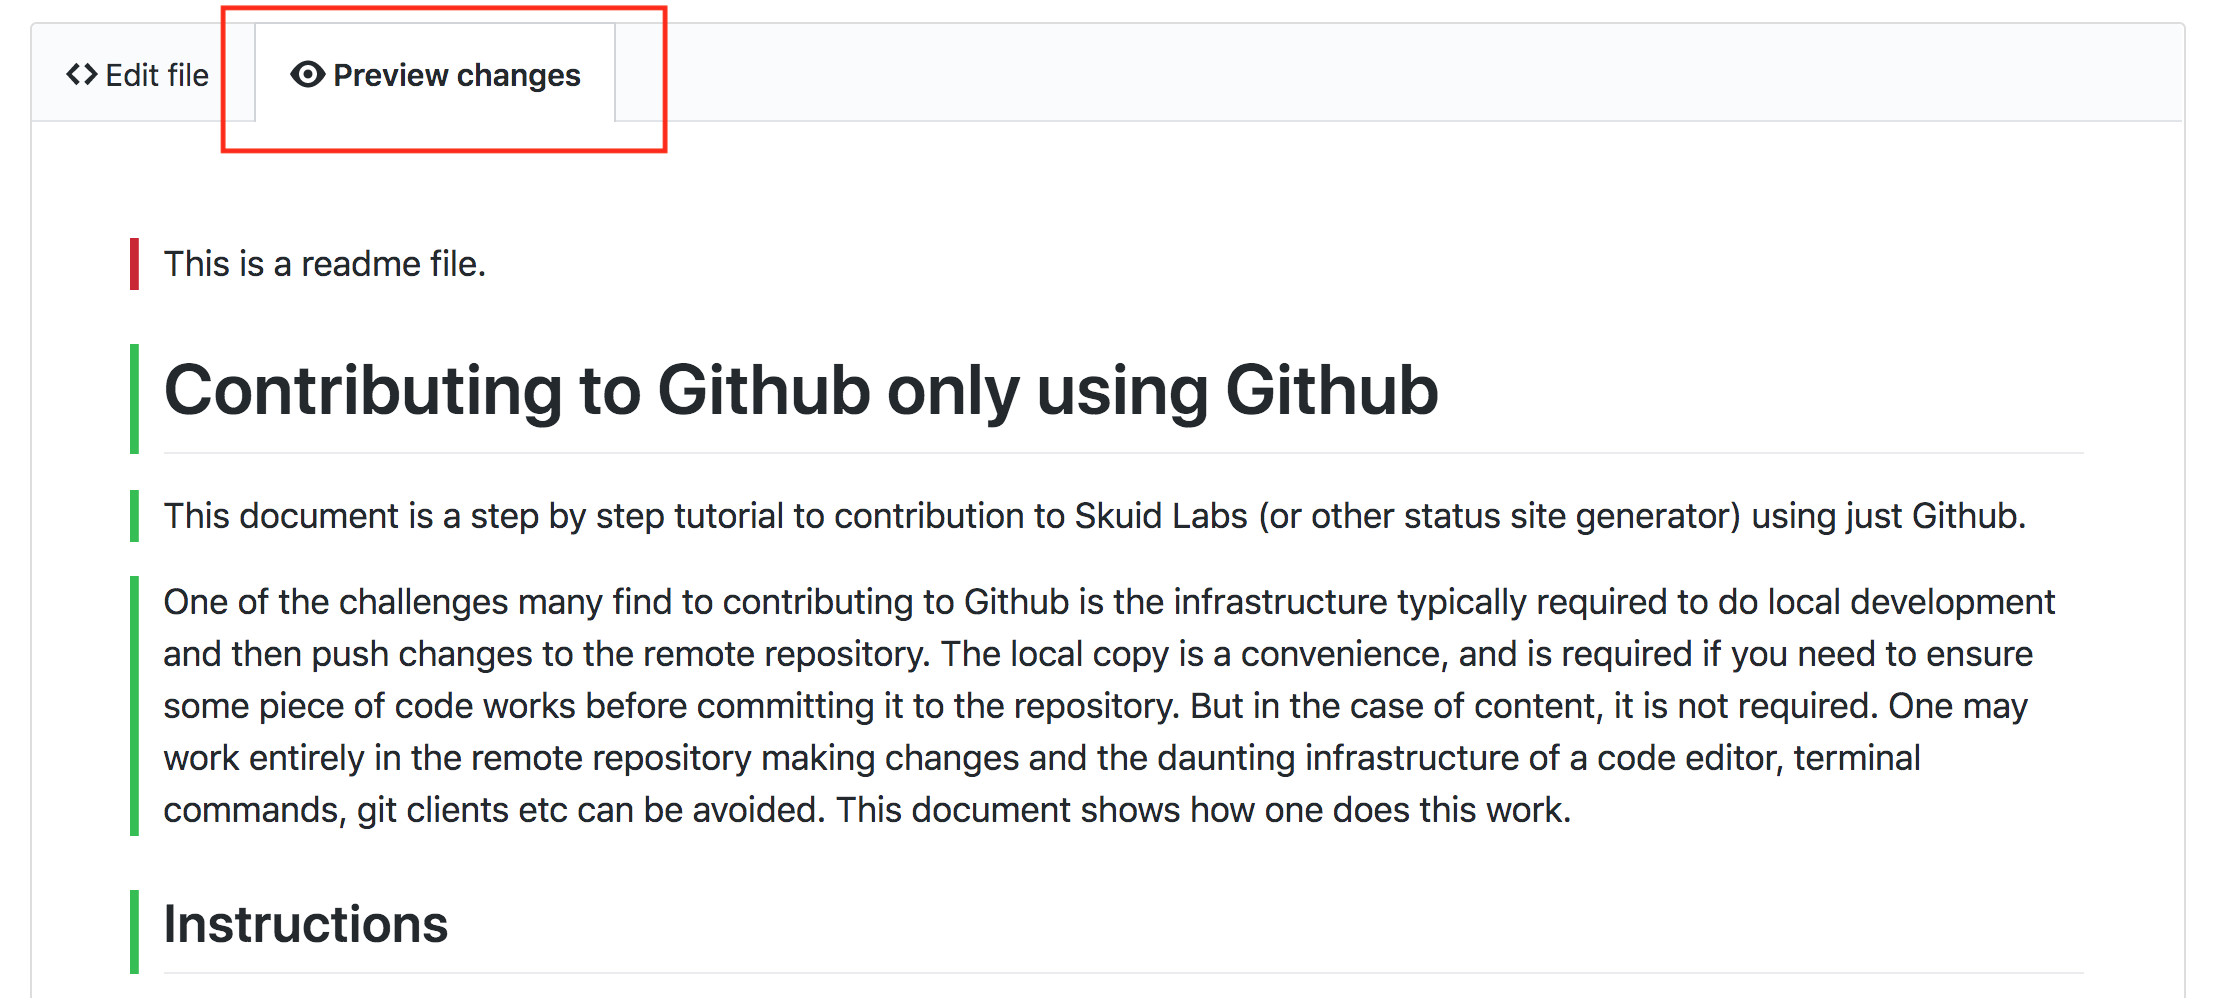 Edit file
Preview changes
This is a readme file.
Contributing to Github only using Github
This document is a step by step tutorial to contribution to Skuid Labs (or other status site generator) using just Github.
One of the challenges many find to contributing to Github is the infrastructure typically required to do local development
and then push changes to the remote repository. The local copy is a convenience, and is required if you need to ensure
some piece of code works before committing it to the repository. But in the case of content, it is not required. One may
work entirely in the remote repository making changes and the daunting infrastructure of a code editor, terminal
commands, git clients etc can be avoided. This document shows how one does this work.
Instructions